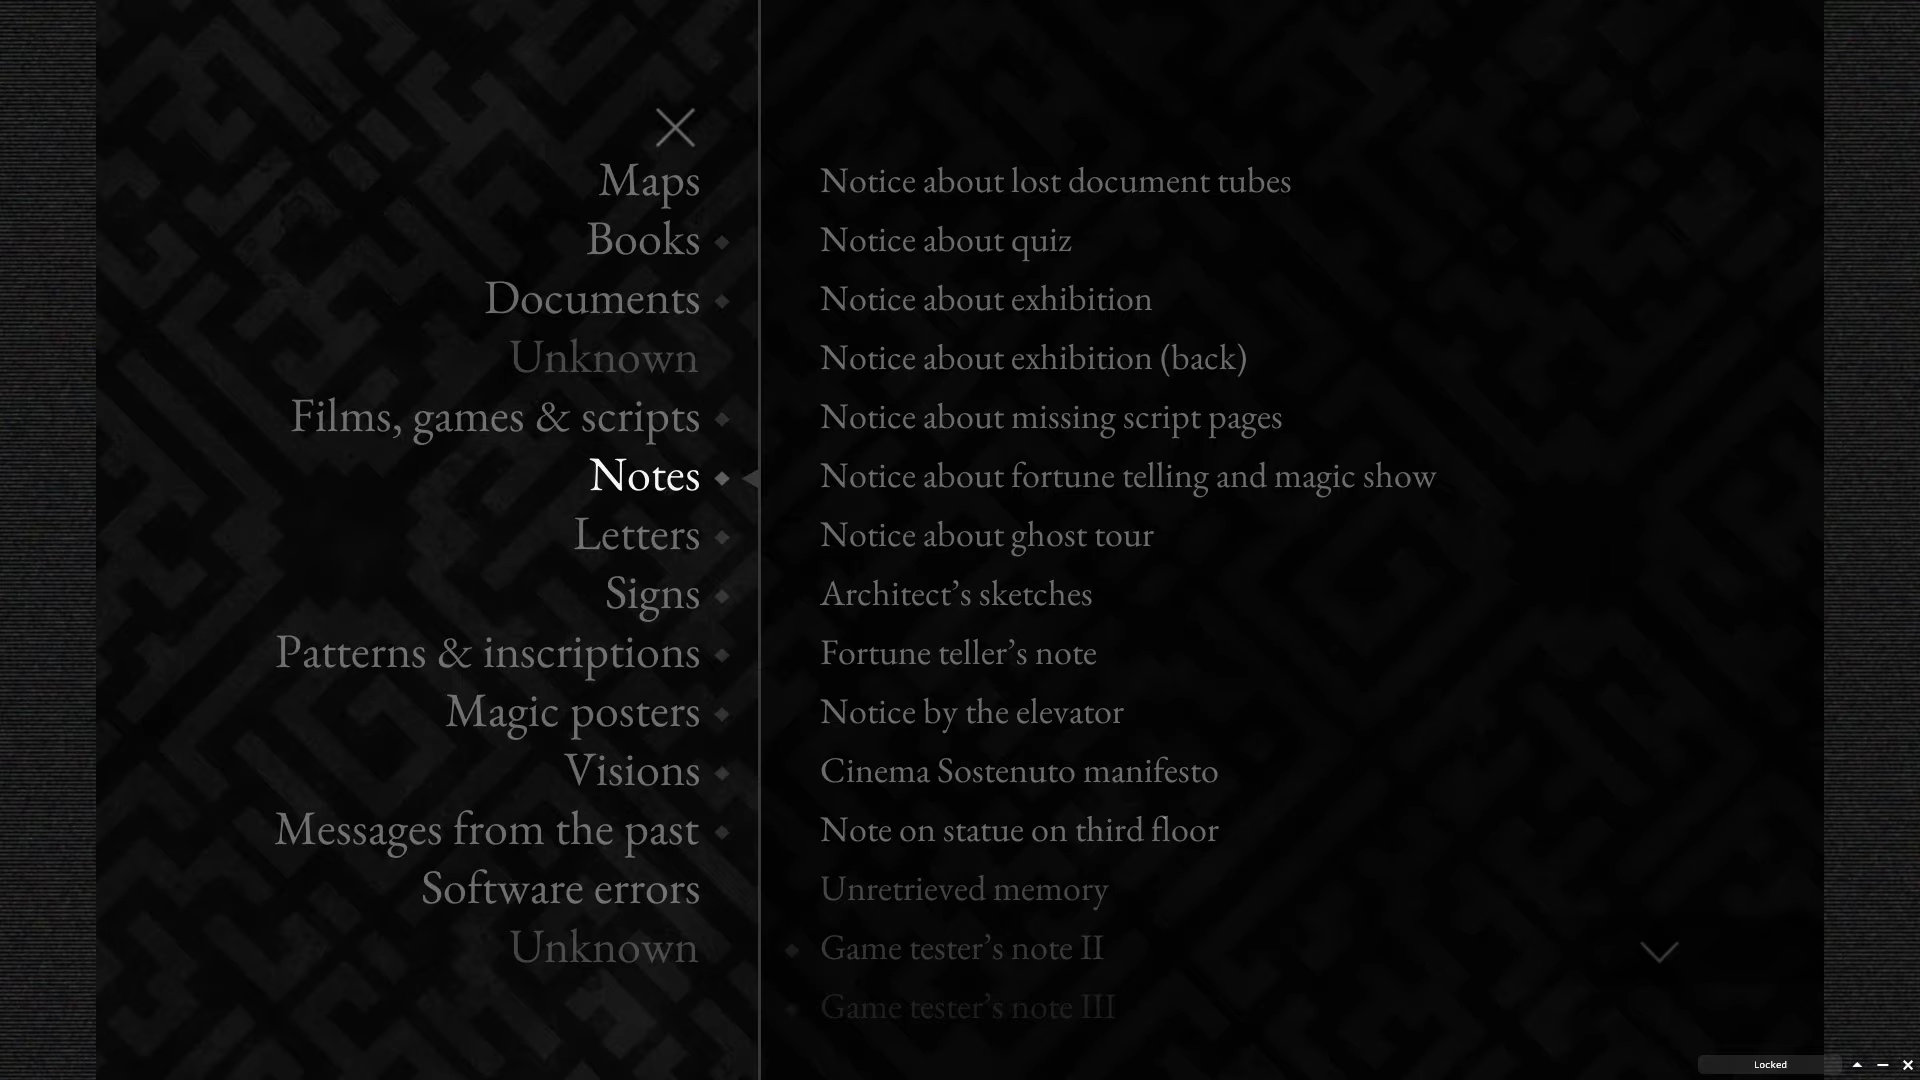 Maps
Books
Documents
Unknown
Films, games & scripts
Notes
Letters
Signs
Patterns & inscriptions
Magic posters
Visions
Messages from the past
Software errors
Unknown
Notice about lost document tubes
Notice about quiz
Notice about exhibition
Notice about exhibition (back)
Notice about missing script pages
Notice about fortune telling and magic show
Notice about ghost tour
Architect’s sketches
Fortune teller’s note
Notice by the elevator
Cinema Sostenuto manifesto
Note on statue on third floor
Unretrieved memory
Game tester’s note II
Game tester’s note III
Locked